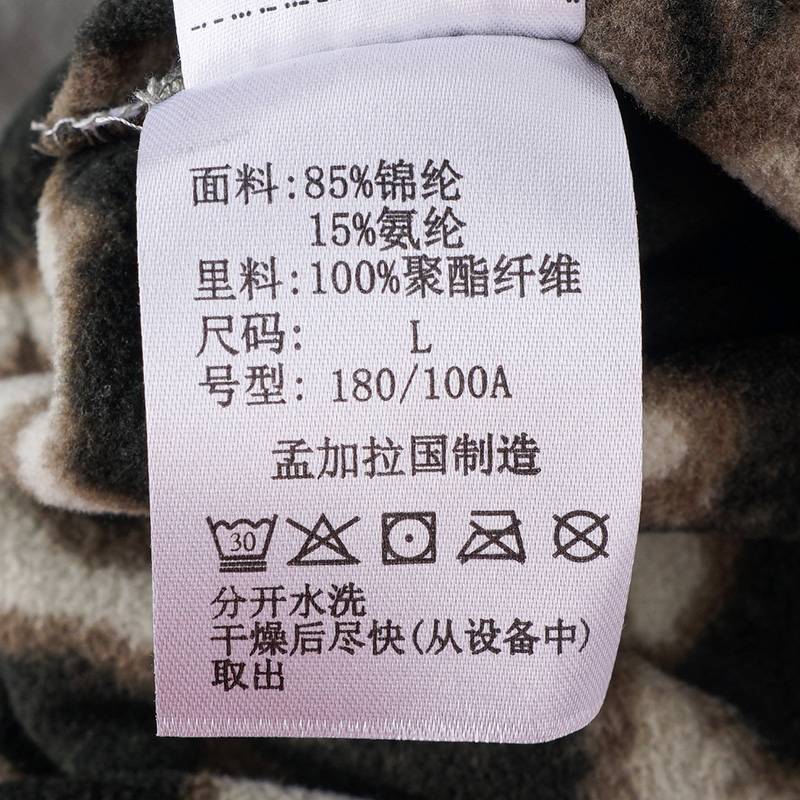 面料:85%锦纶
15%氨纶
里料:100%聚酯纤维
尺码: L
号型: 180/100A
孟加拉国制造
30
分开水洗
干燥后尽快(从设备中)
取出